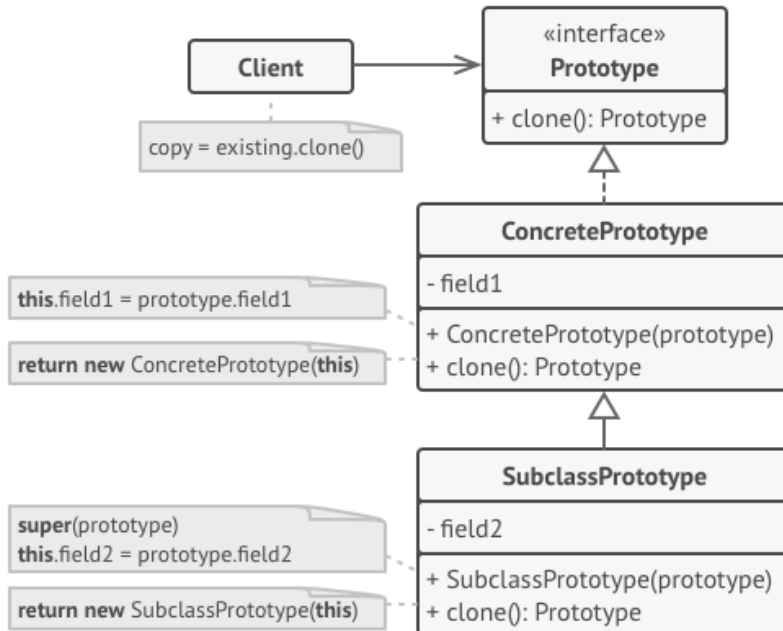 Client
«interface»
Prototype
+ clone(): Prototype
copy = existing.clone()
ConcretePrototype
- field1
this.field1 = prototype.field1
+ ConcretePrototype(prototype)
return new ConcretePrototype(this)
+ clone(): Prototype
SubclassPrototype
- field2
super(prototype)
this.field2 = prototype.field2
+ SubclassPrototype(prototype)
return new SubclassPrototype(this)
+ clone(): Prototype